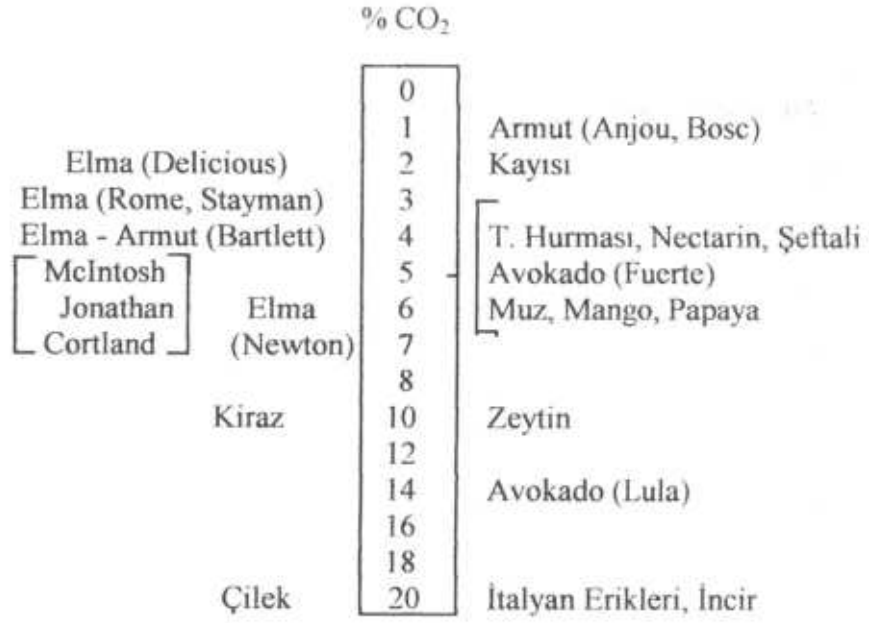 % CO₂
0
1 Armut (Anjou, Bosc)
Elma (Delicious) 2 Kayısı
Elma (Rome, Stayman) 3
Elma - Armut (Bartlett) 4 T. Hurması, Nectarin, Şeftali
McIntosh 5 Avokado (Fuerte)
Jonathan Elma 6 Muz, Mango, Papaya
Cortland (Newton) 7
8
Kiraz 10 Zeytin
12
14 Avokado (Lula)
16
18
Çilek 20 İtalyan Erikleri, İncir